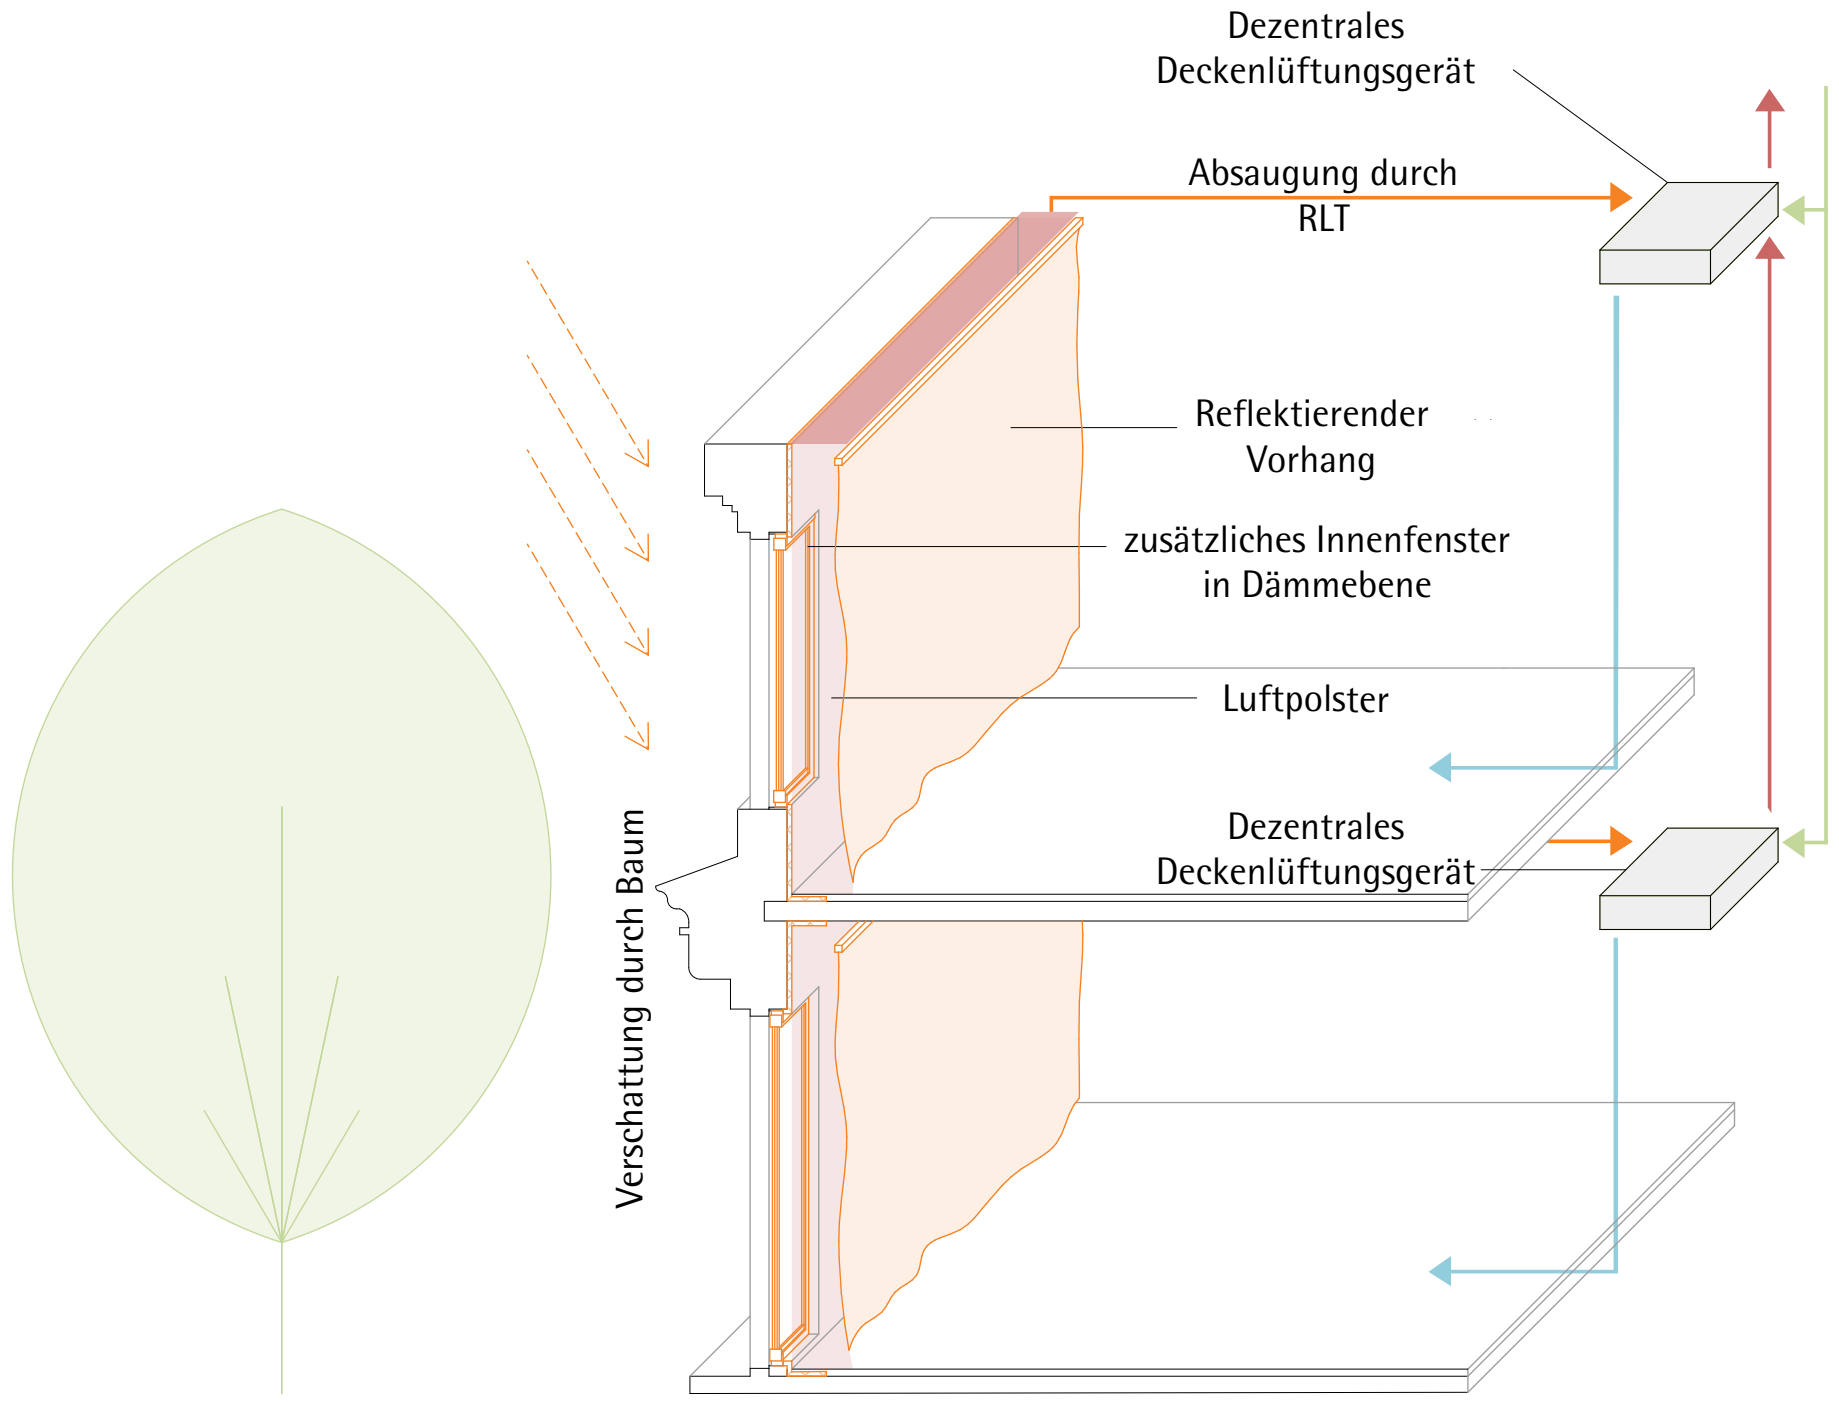 Dezentrales
Deckenlüftungsgerät
Absaugung durch
RLT
Reflektierender
Vorhang
zusätzliches Innenfenster
in Dämmebene
Luftpolster
Dezentrales
Deckenlüftungsgerät
Verschattung durch Baum